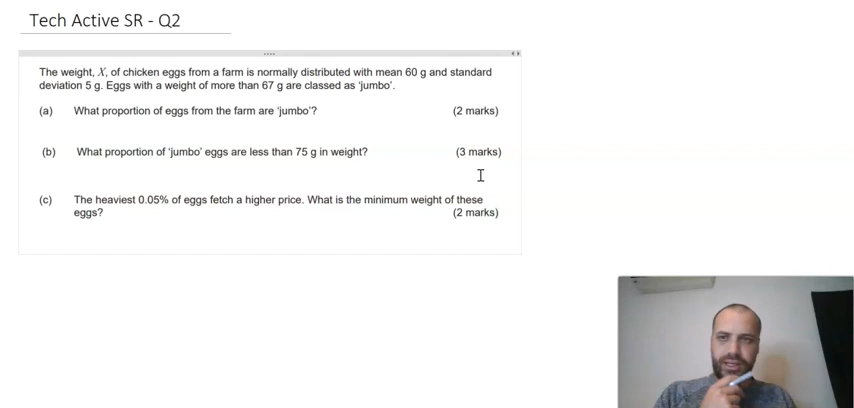 Tech Active SR - Q2
The weight, X, of chicken eggs from a farm is normally distributed with mean 60 g and standard
deviation 5 g. Eggs with a weight of more than 67 g are classed as 'jumbo'.
(a) What proportion of eggs from the farm are 'jumbo'? (2 marks)
(b) What proportion of 'jumbo' eggs are less than 75 g in weight? (3 marks)
(c) The heaviest 0.05% of eggs fetch a higher price. What is the minimum weight of these
eggs? (2 marks)